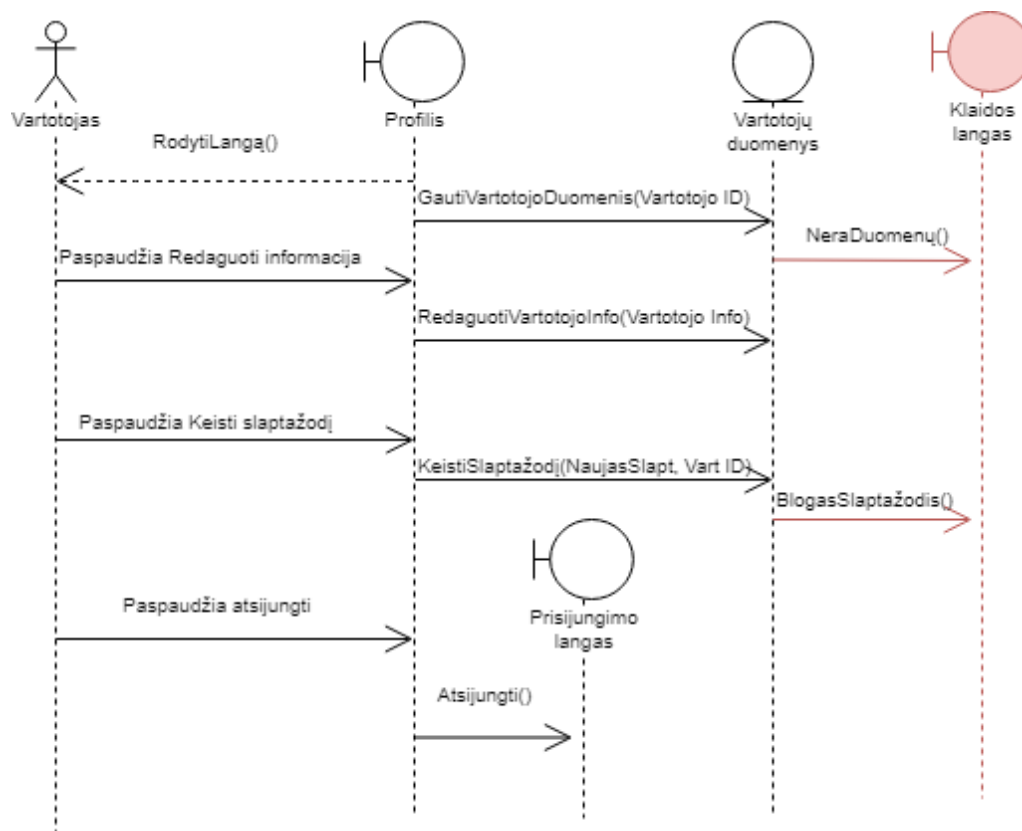 Vartotojas
Profilis
Vartotojų
duomenys
Klaidos
langas
RodytiLangą()
GautiVartotojoDuomenis(Vartotojo ID)
NeraDuomenų()
Paspaudžia Redaguoti informacija
RedaguotiVartotojoInfo(Vartotojo Info)
Paspaudžia Keisti slaptažodį
KeistiSlaptažodį(NaujasSlapt, Vart ID)
BlogasSlaptažodis()
Prisijungimo
langas
Paspaudžia atsijungti
Atsijungti()